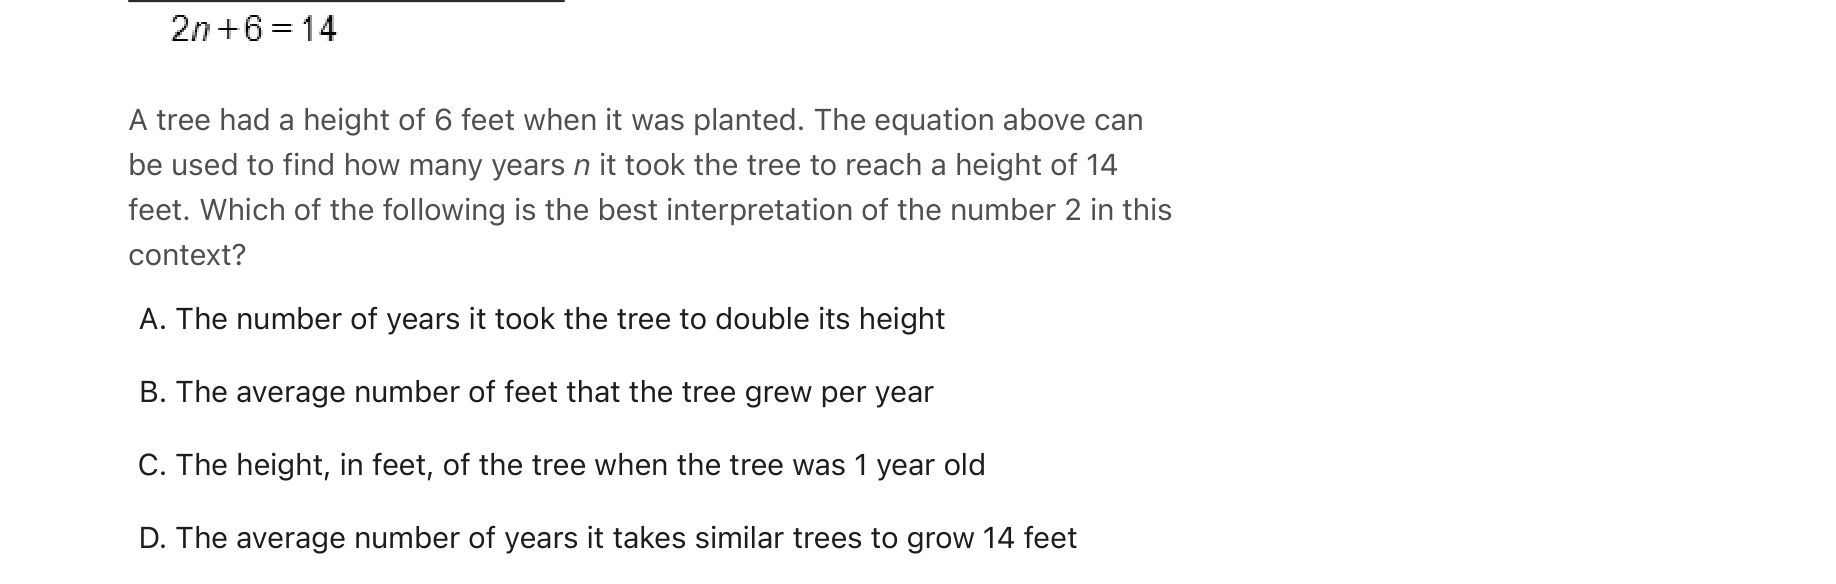 2n+6=14
A tree had a height of 6 feet when it was planted. The equation above can
be used to find how many years n it took the tree to reach a height of 14
feet. Which of the following is the best interpretation of the number 2 in this
context?
A. The number of years it took the tree to double its height
B. The average number of feet that the tree grew per year
C. The height, in feet, of the tree when the tree was 1 year old
D. The average number of years it takes similar trees to grow 14 feet